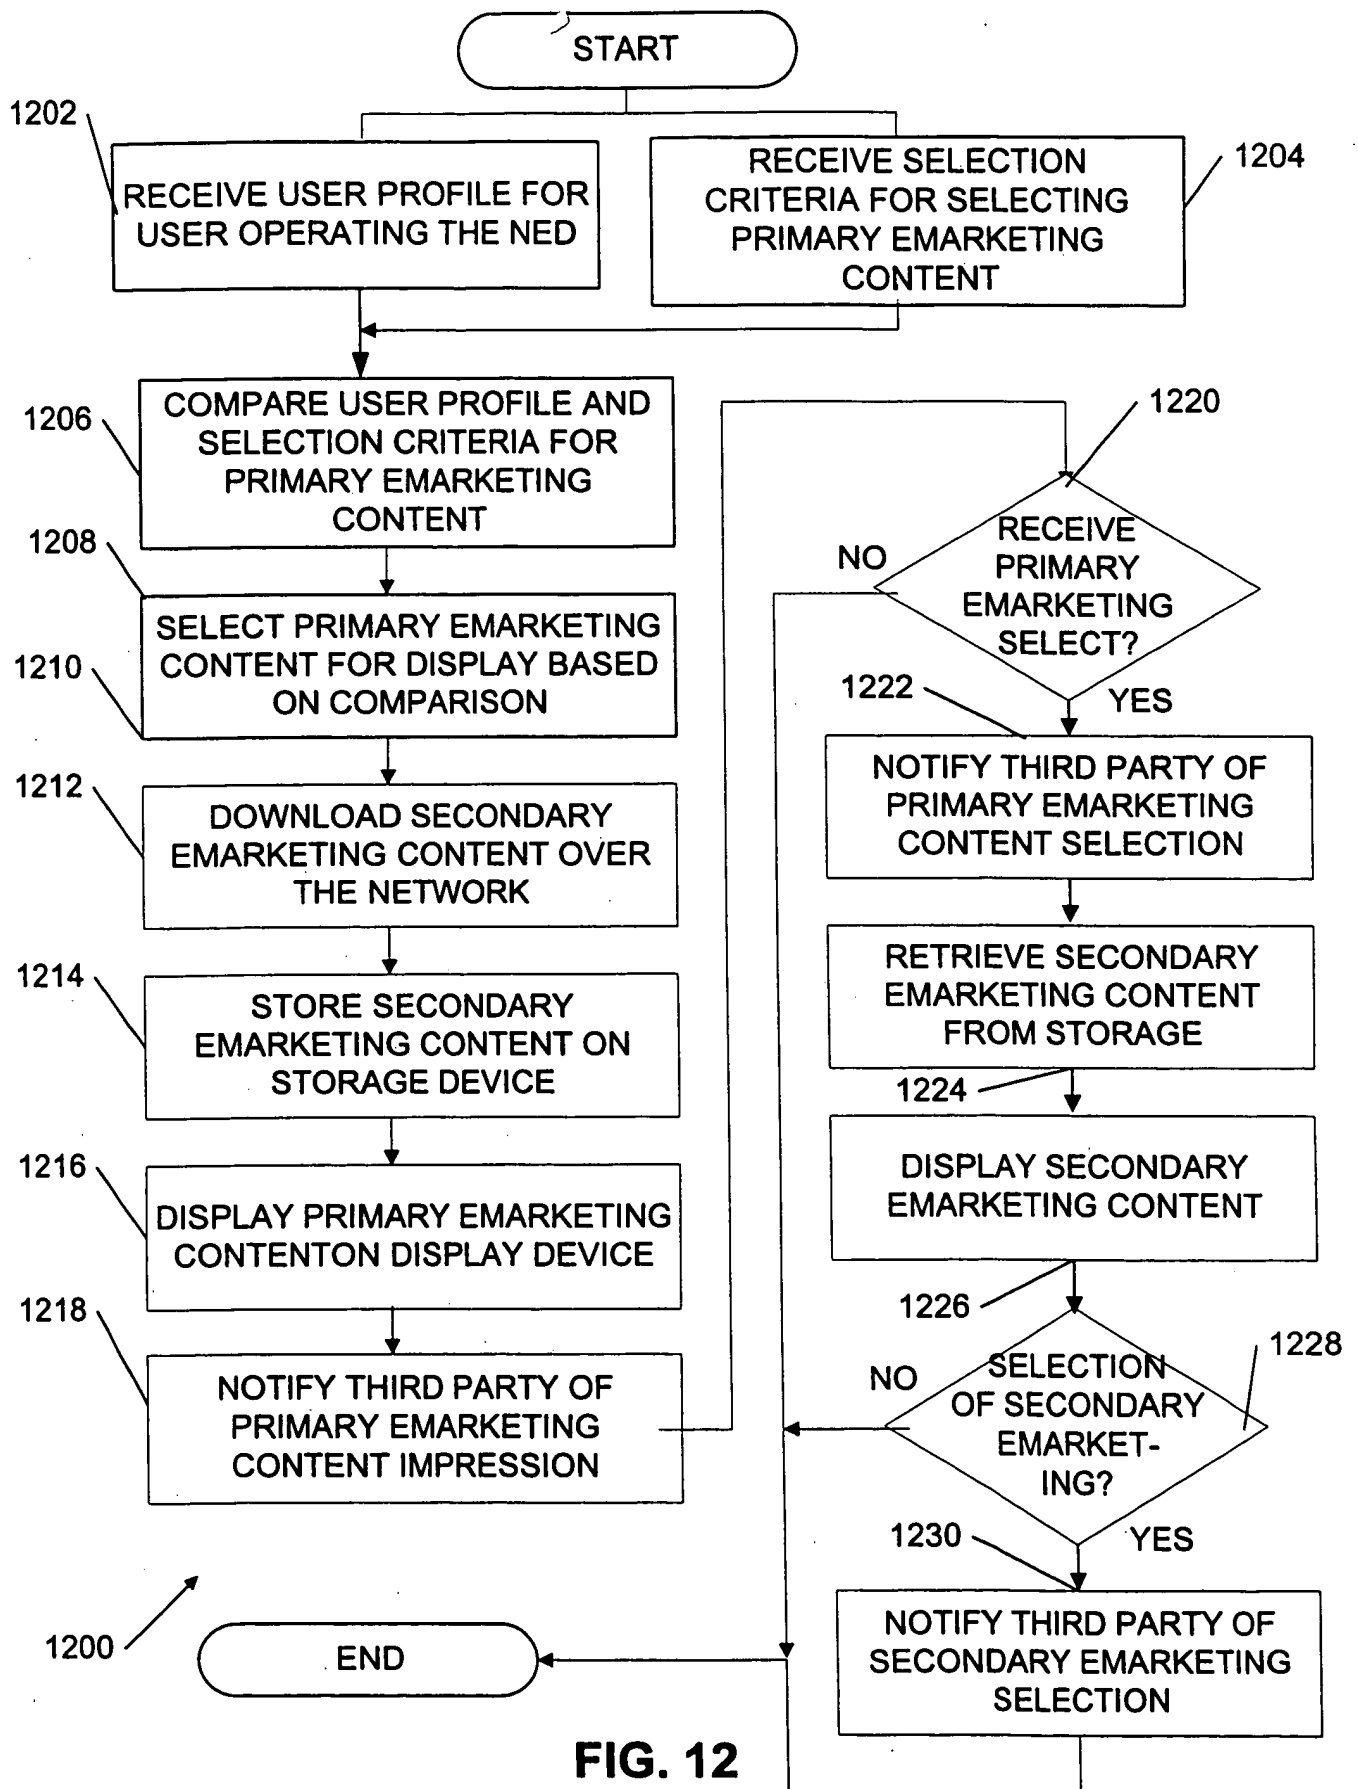 START
1202
RECEIVE USER PROFILE FOR
USER OPERATING THE NED
1204
RECEIVE SELECTION
CRITERIA FOR SELECTING
PRIMARY EMARKETING
CONTENT
1206
COMPARE USER PROFILE AND
SELECTION CRITERIA FOR
PRIMARY EMARKETING
CONTENT
1208
1210
SELECT PRIMARY EMARKETING
CONTENT FOR DISPLAY BASED
ON COMPARISON
1212
DOWNLOAD SECONDARY
EMARKETING CONTENT OVER
THE NETWORK
1214
STORE SECONDARY
EMARKETING CONTENT ON
STORAGE DEVICE
1216
DISPLAY PRIMARY EMARKETING
CONTENTON DISPLAY DEVICE
1218
NOTIFY THIRD PARTY OF
PRIMARY EMARKETING
CONTENT IMPRESSION
1220
RECEIVE
PRIMARY
EMARKETING
SELECT?
NO
YES
1222
NOTIFY THIRD PARTY OF
PRIMARY EMARKETING
CONTENT SELECTION
RETRIEVE SECONDARY
EMARKETING CONTENT
FROM STORAGE
1224
DISPLAY SECONDARY
EMARKETING CONTENT
1226
1228
SELECTION
OF SECONDARY
EMARKET-
ING?
NO
YES
1230
NOTIFY THIRD PARTY OF
SECONDARY EMARKETING
SELECTION
1200
END
FIG. 12